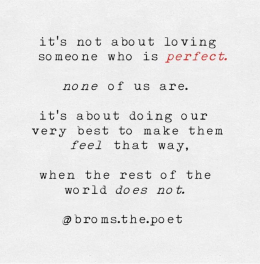 it's not about loving
someone who is perfect.
none of us are.
it's about doing our
very best to make them
feel that way,
when the rest of the
world does not.
@broms.the.poet